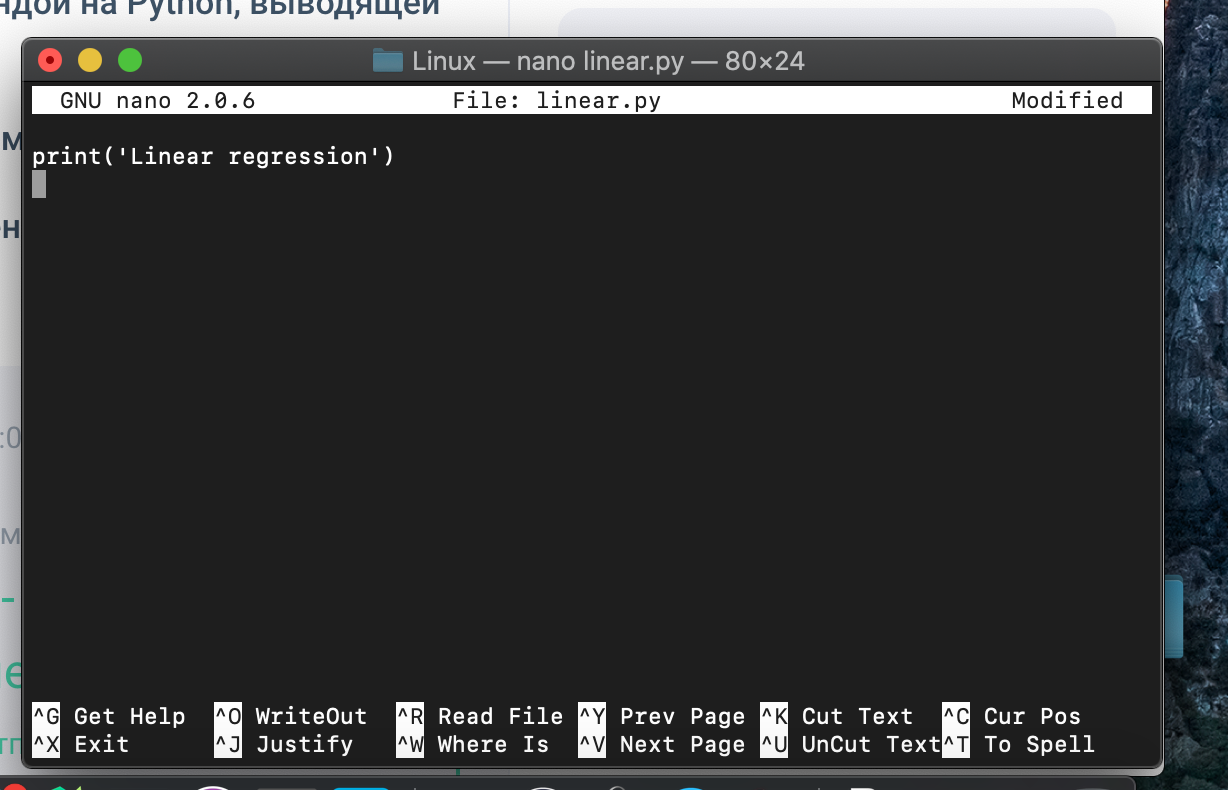 на Python, выводящей
Linux — nano linear.py — 80×24
GNU nano 2.0.6 File: linear.py Modified
print('Linear regression')
^G Get Help ^O WriteOut ^R Read File ^Y Prev Page ^K Cut Text ^C Cur Pos
^X Exit ^J Justify ^W Where Is ^V Next Page ^U UnCut Text^T To Spell